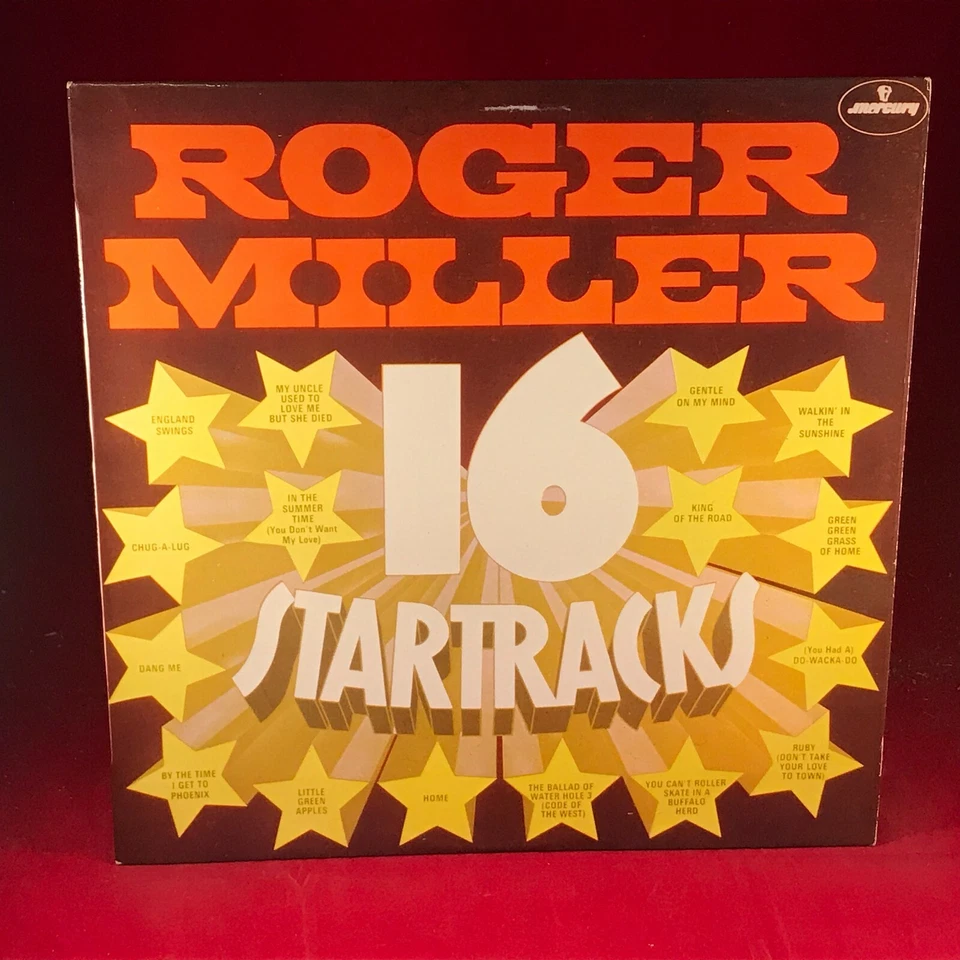 mercury
ROGER
MILLER
16
STARTRACKS
ENGLAND
SWINGS
MY UNCLE
USED TO
LOVE ME
BUT SHE DIED
GENTLE
ON MY MIND
WALKIN' IN
THE
SUNSHINE
CHUG-A-LUG
IN THE
SUMMER
TIME
(You Don't Want
My Love)
KING
OF THE ROAD
GREEN
GREEN
GRASS
OF HOME
DANG ME
(You Had A)
DO-WACKA-DO
BY THE TIME
I GET TO
PHOENIX
LITTLE
GREEN
APPLES
HOME
THE BALLAD OF
WATER HOLE 3
(CODE OF
THE WEST)
YOU CAN'T ROLLER
SKATE IN A
BUFFALO
HERD
RUBY
(DON'T TAKE
YOUR LOVE
TO TOWN)